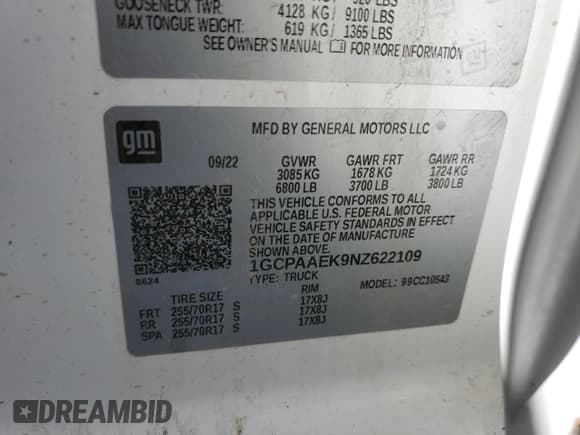 GOOSENECK TWR: 4128 KG / 9100 LBS
MAX TONGUE WEIGHT: 619 KG / 1365 LBS
SEE OWNER'S MANUAL FOR MORE INFORMATION
gm
MFD BY GENERAL MOTORS LLC
09/22 GVWR GAWR FRT GAWR RR
3085 KG 1678 KG 1724 KG
6800 LB 3700 LB 3800 LB
THIS VEHICLE CONFORMS TO ALL
APPLICABLE U.S. FEDERAL MOTOR
VEHICLE SAFETY STANDARDS IN EFFECT
ON THE DATE OF MANUFACTURE SHOWN ABOVE.
1GCPAAEK9NZ622109
TYPE: TRUCK MODEL: 99CC10543
0624
TIRE SIZE RIM
FRT 255/70R17 S 17X8J
RR 255/70R17 S 17X8J
SPA 255/70R17 S 17X8J
DREAMBID